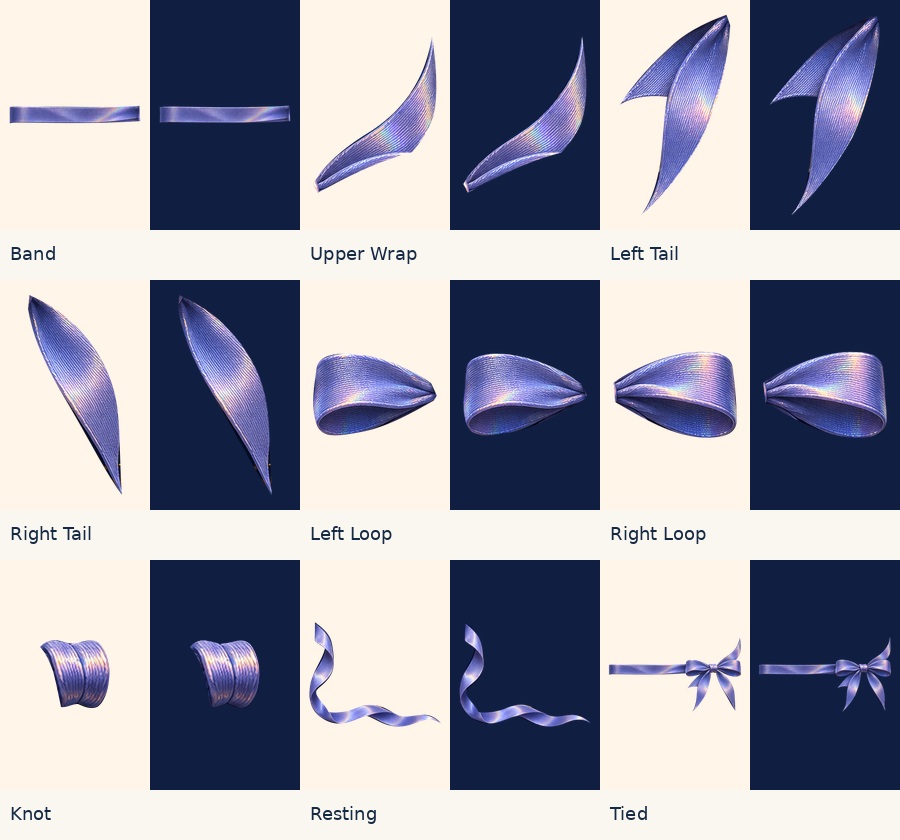 Band
Upper Wrap
Left Tail
Right Tail
Left Loop
Right Loop
Knot
Resting
Tied